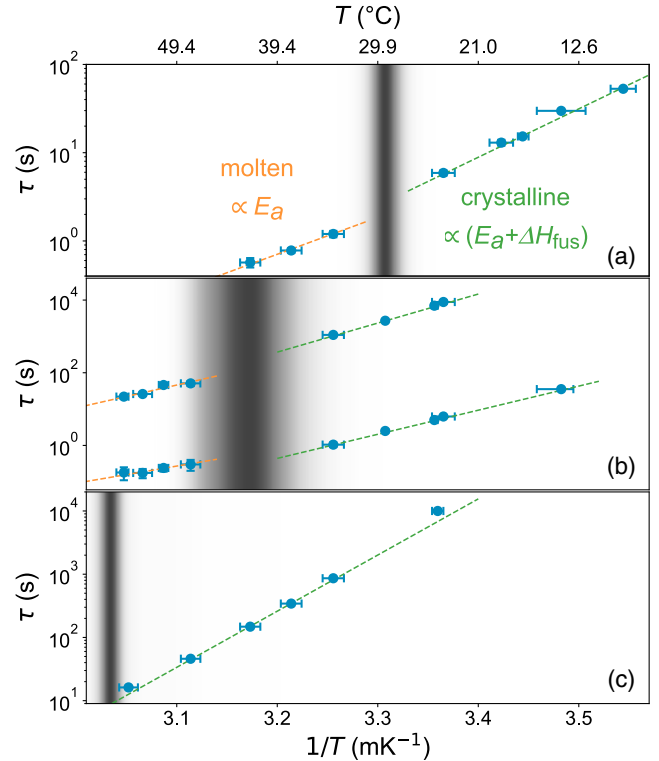 T (°C)
49.4 39.4 29.9 21.0 12.6
10² 10¹ 10⁰
τ (s)
molten
∝ Eₐ
crystalline
∝ (Eₐ+ΔH_fus)
(a)
10⁴ 10² 10⁰
τ (s)
(b)
10⁴ 10³ 10² 10¹
τ (s)
(c)
3.1 3.2 3.3 3.4 3.5
1/T (mK⁻¹)